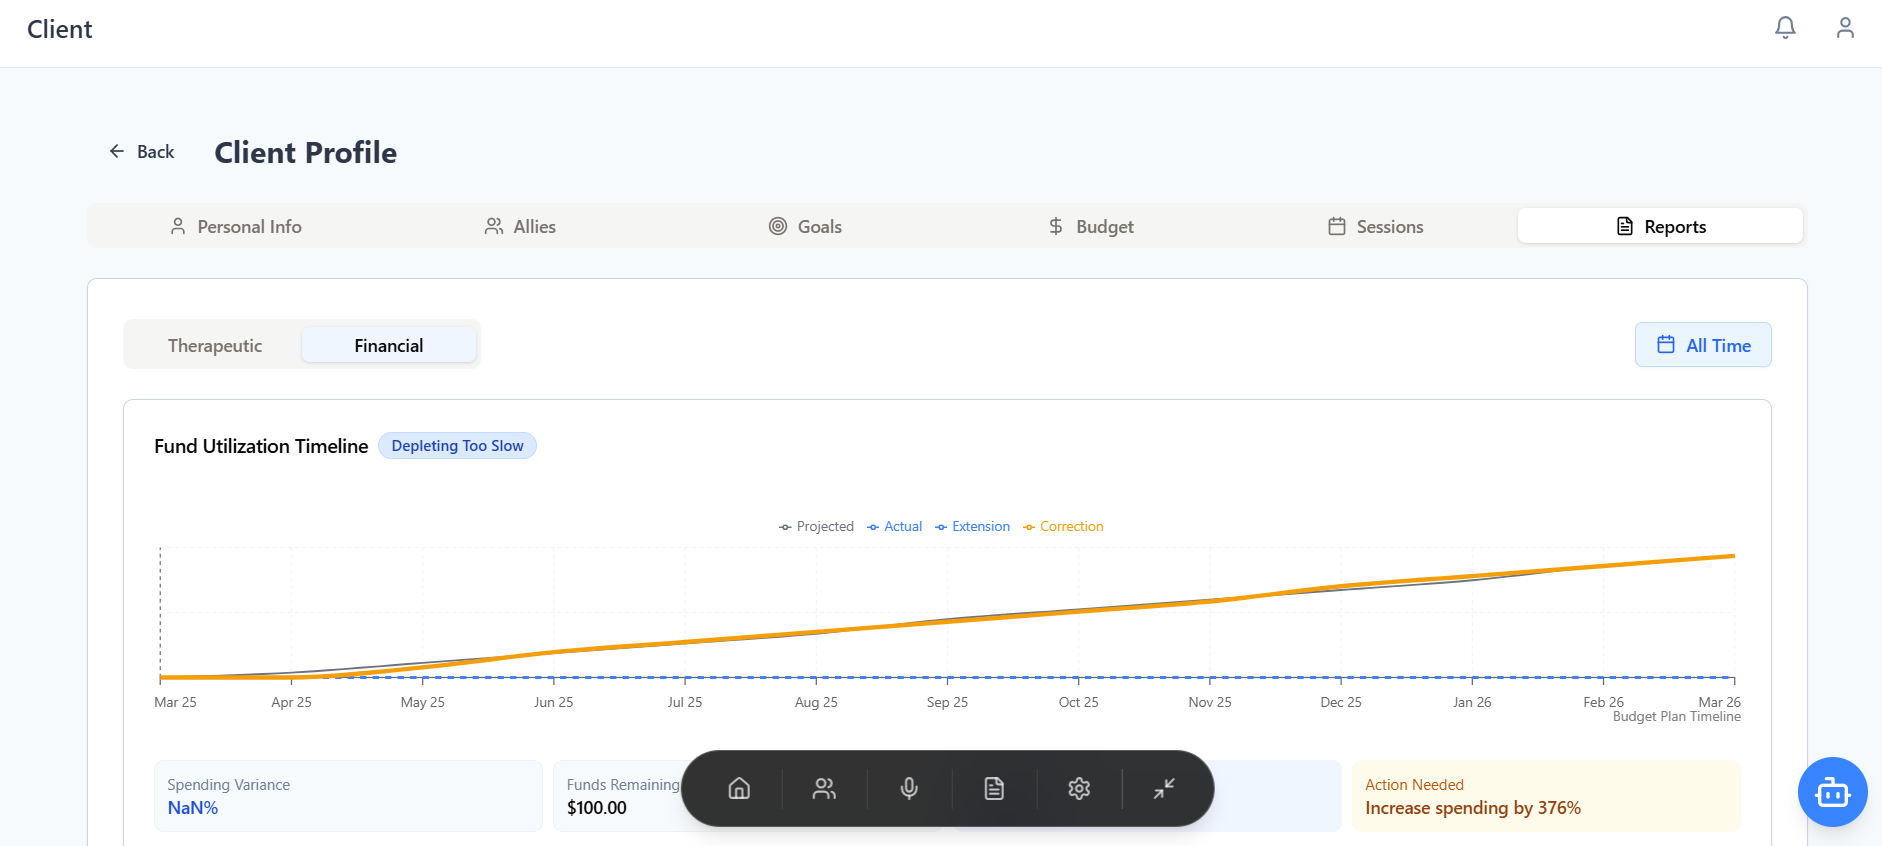 Client
Back
Client Profile
Personal Info
Allies
Goals
Budget
Sessions
Reports
Therapeutic
Financial
All Time
Fund Utilization Timeline
Depleting Too Slow
Projected
Actual
Extension
Correction
Mar 25
Apr 25
May 25
Jun 25
Jul 25
Aug 25
Sep 25
Oct 25
Nov 25
Dec 25
Jan 26
Feb 26
Mar 26
Budget Plan Timeline
Spending Variance
NaN%
Funds Remaining
$100.00
Action Needed
Increase spending by 376%